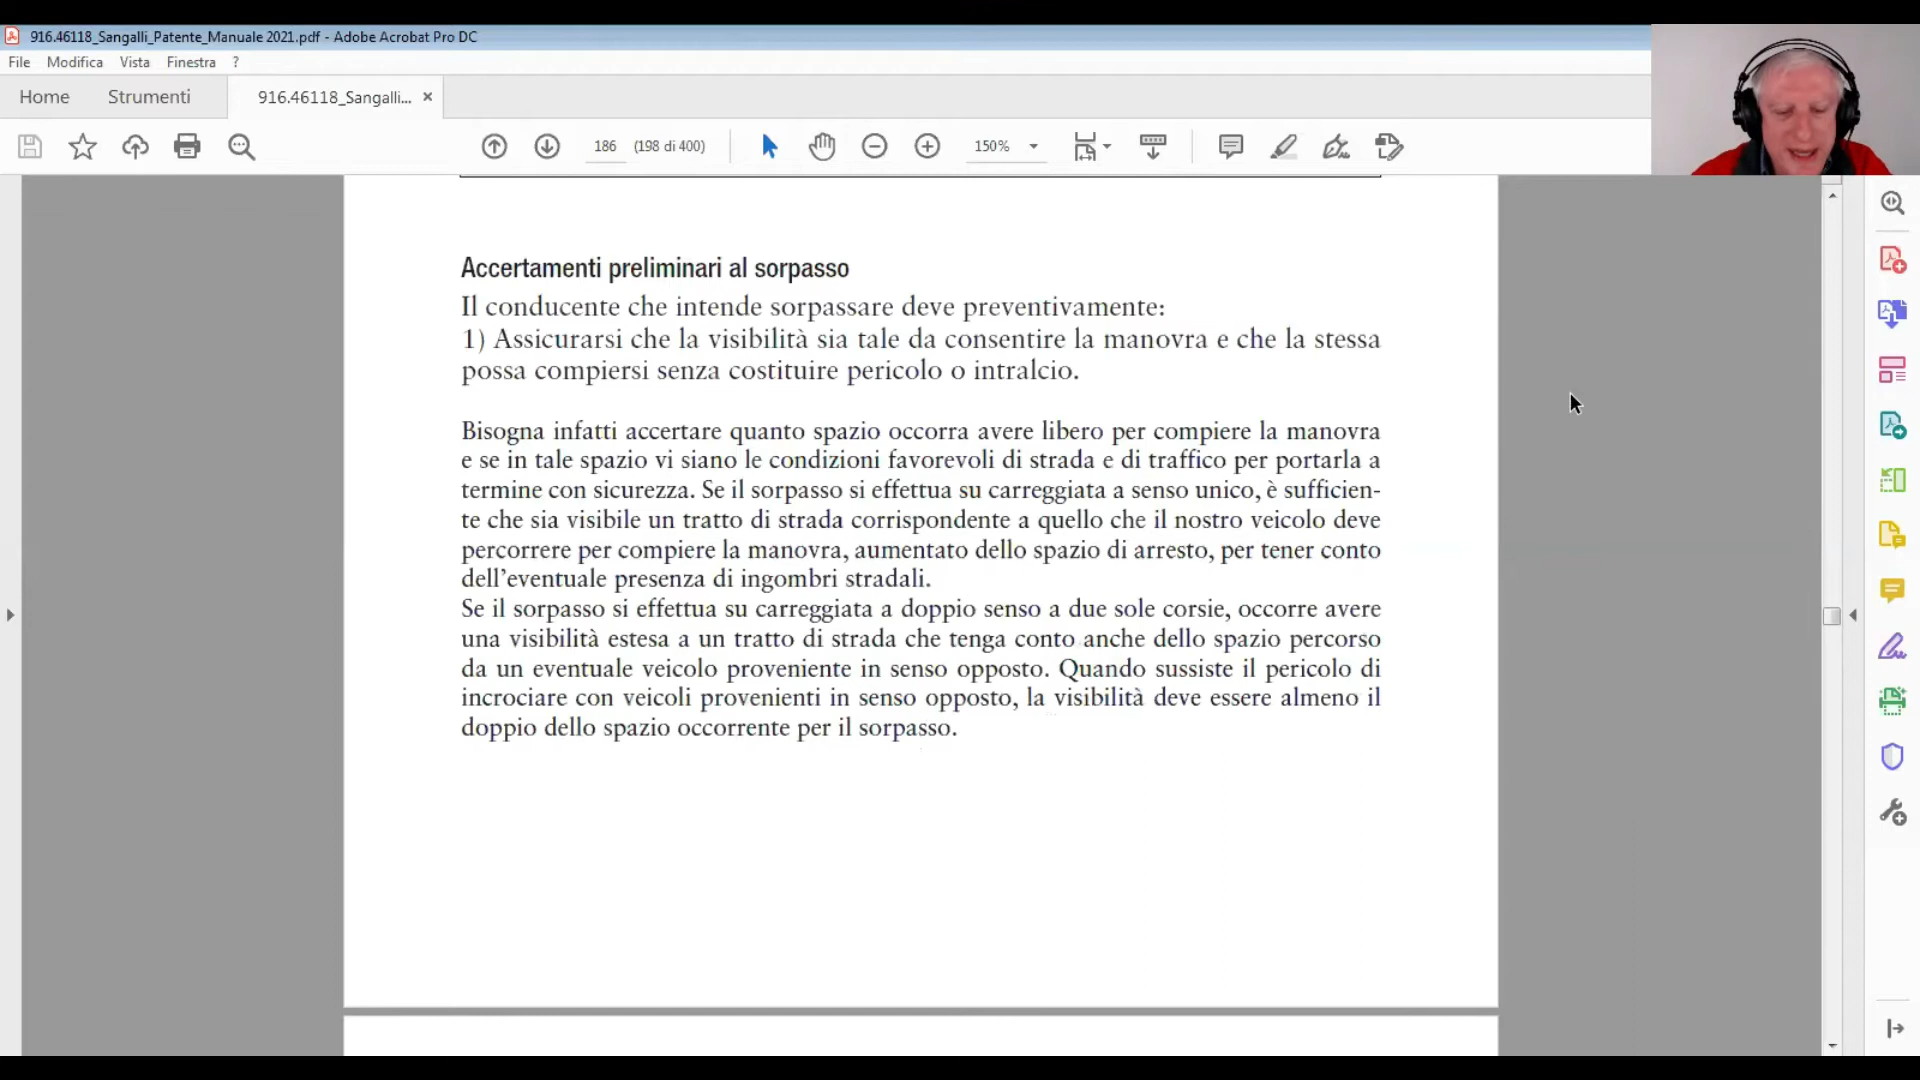 916.46118_Sangalli_Patente_Manuale 2021.pdf - Adobe Acrobat Pro DC
File Modifica Vista Finestra ?
Home Strumenti 916.46118_Sangalli... ×
186 (198 di 400) 150%
Accertamenti preliminari al sorpasso
Il conducente che intende sorpassare deve preventivamente:
1) Assicurarsi che la visibilità sia tale da consentire la manovra e che la stessa
possa compiersi senza costituire pericolo o intralcio.
Bisogna infatti accertare quanto spazio occorra avere libero per compiere la manovra
e se in tale spazio vi siano le condizioni favorevoli di strada e di traffico per portarla a
termine con sicurezza. Se il sorpasso si effettua su carreggiata a senso unico, è sufficien-
te che sia visibile un tratto di strada corrispondente a quello che il nostro veicolo deve
percorrere per compiere la manovra, aumentato dello spazio di arresto, per tener conto
dell'eventuale presenza di ingombri stradali.
Se il sorpasso si effettua su carreggiata a doppio senso a due sole corsie, occorre avere
una visibilità estesa a un tratto di strada che tenga conto anche dello spazio percorso
da un eventuale veicolo proveniente in senso opposto. Quando sussiste il pericolo di
incrociare con veicoli provenienti in senso opposto, la visibilità deve essere almeno il
doppio dello spazio occorrente per il sorpasso.